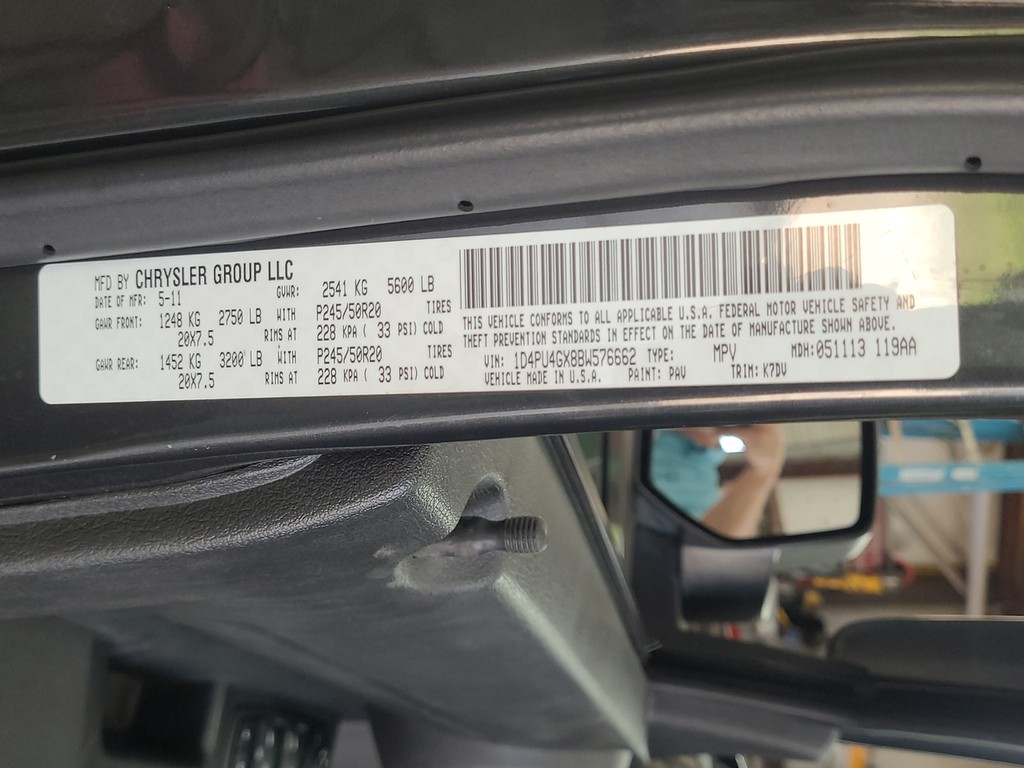 MFD BY CHRYSLER GROUP LLC
DATE OF MFR: 5-11 GVWR: 2541 KG 5600 LB
GAWR FRONT: 1248 KG 2750 LB WITH P245/50R20 TIRES
20X7.5 RIMS AT 228 KPA ( 33 PSI) COLD
GAWR REAR: 1452 KG 3200 LB WITH P245/50R20 TIRES
20X7.5 RIMS AT 228 KPA ( 33 PSI) COLD
THIS VEHICLE CONFORMS TO ALL APPLICABLE U.S.A. FEDERAL MOTOR VEHICLE SAFETY AND
THEFT PREVENTION STANDARDS IN EFFECT ON THE DATE OF MANUFACTURE SHOWN ABOVE.
VIN: 1D4PU4GX8BW576662 TYPE: MPV MDH:051113 119AA
VEHICLE MADE IN U.S.A. PAINT: PAV TRIM: K7DV